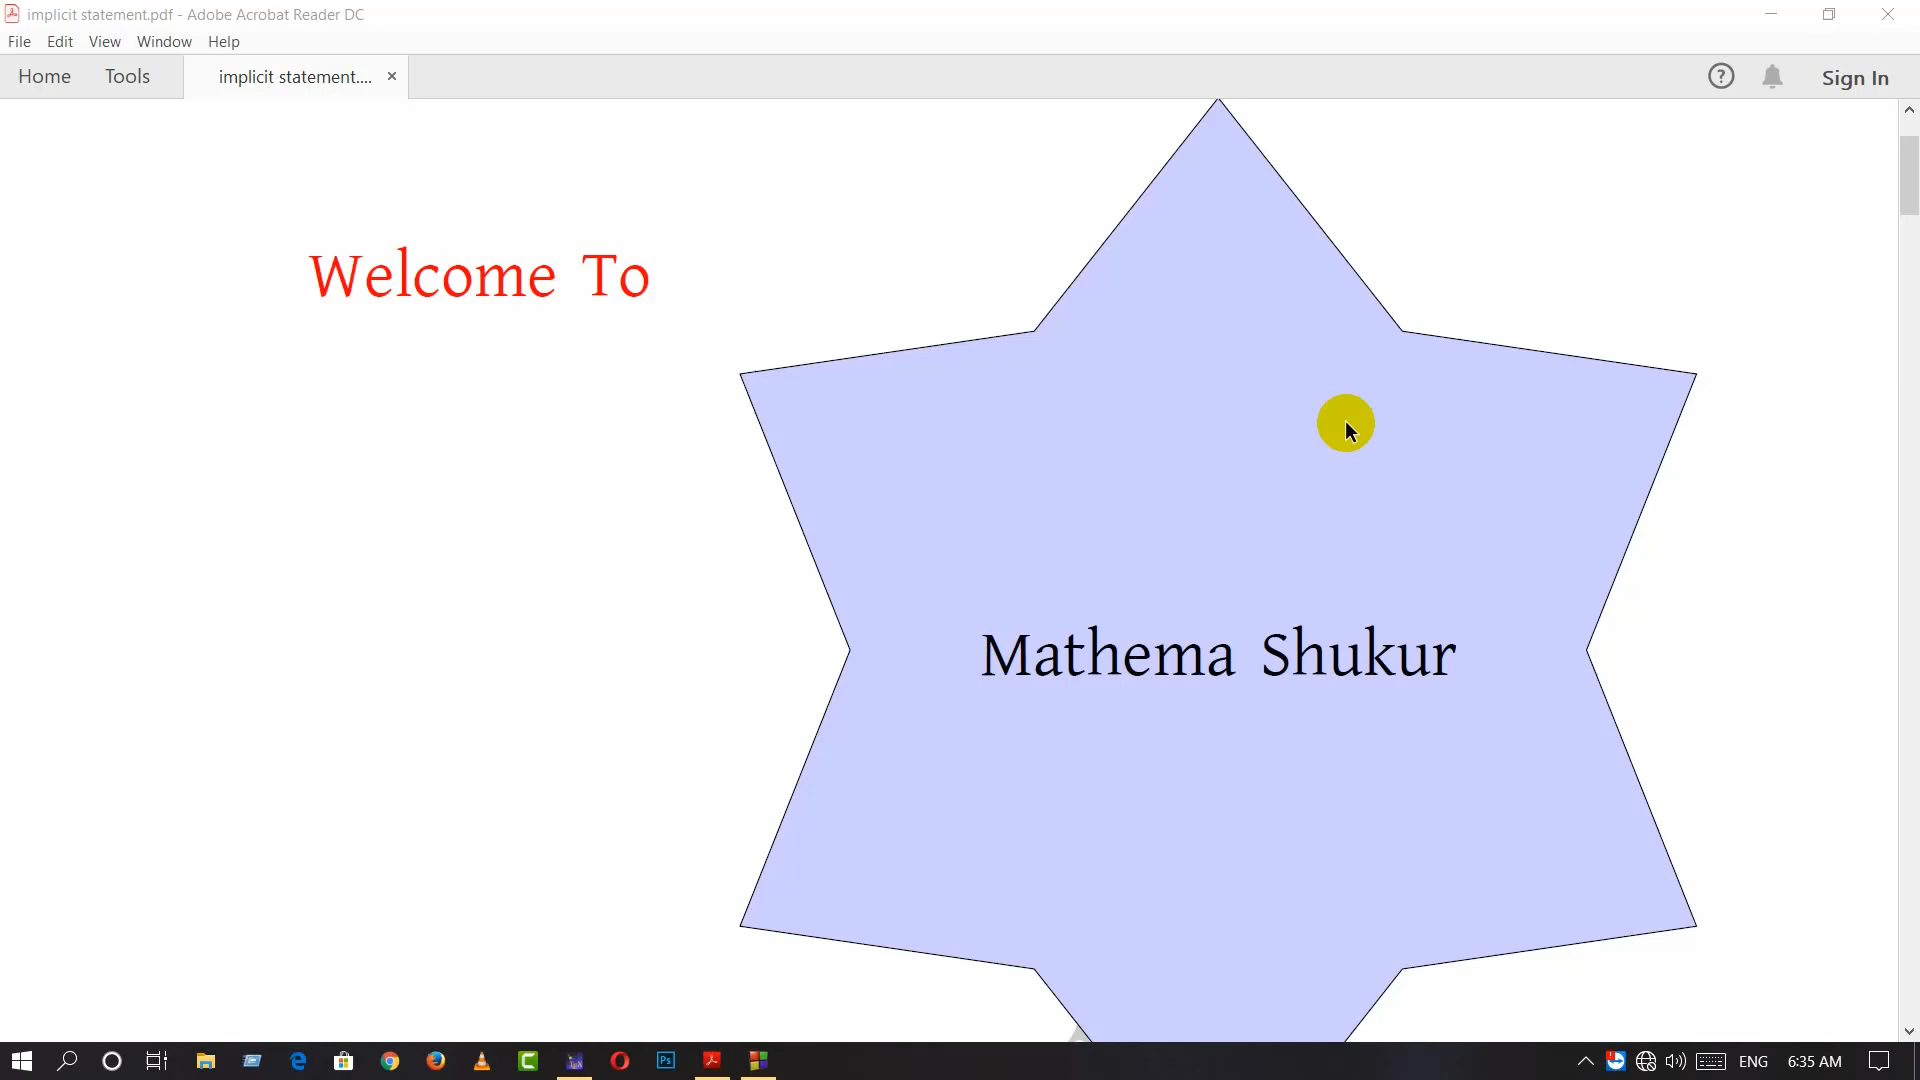 implicit statement.pdf - Adobe Acrobat Reader DC
File Edit View Window Help
Home Tools implicit statement.... × ? Sign In
Welcome To
Mathema Shukur
ENG 6:35 AM